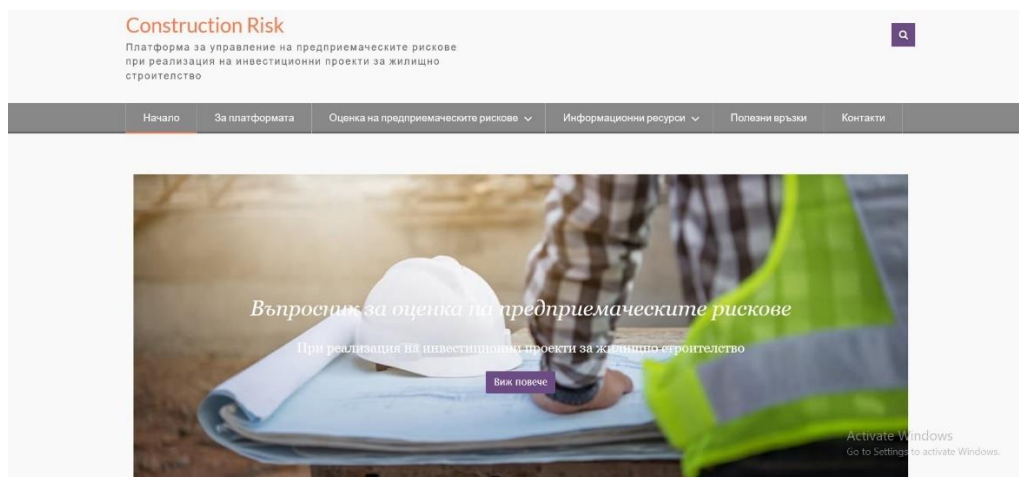 Construction Risk
Платформа за управление на предприемаческите рискове
при реализация на инвестиционни проекти за жилищно
строителство
Начало За платформата Оценка на предприемаческите рискове Информационни ресурси Полезни връзки Контакти
Въпросник за оценка на предприемаческите рискове
При реализация на инвестиционни проекти за жилищно строителство
Виж повече
Activate Windows
Go to Settings to activate Windows.